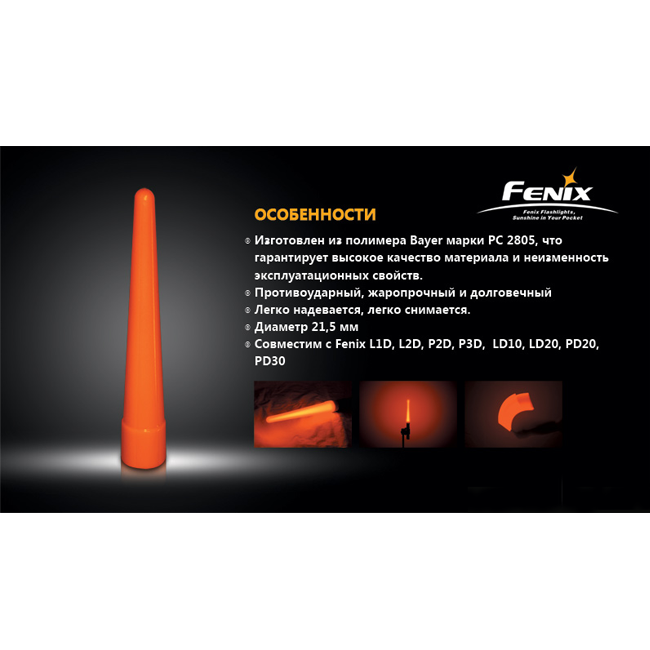 FENIX
Fenix Flashlights,
Sunshine in Your Pocket
ОСОБЕННОСТИ
Изготовлен из полимера Bayer марки PC 2805, что
гарантирует высокое качество материала и неизменность
эксплуатационных свойств.
Противоударный, жаропрочный и долговечный
Легко надевается, легко снимается.
Диаметр 21,5 мм
Совместим с Fenix L1D, L2D, P2D, P3D, LD10, LD20, PD20,
PD30